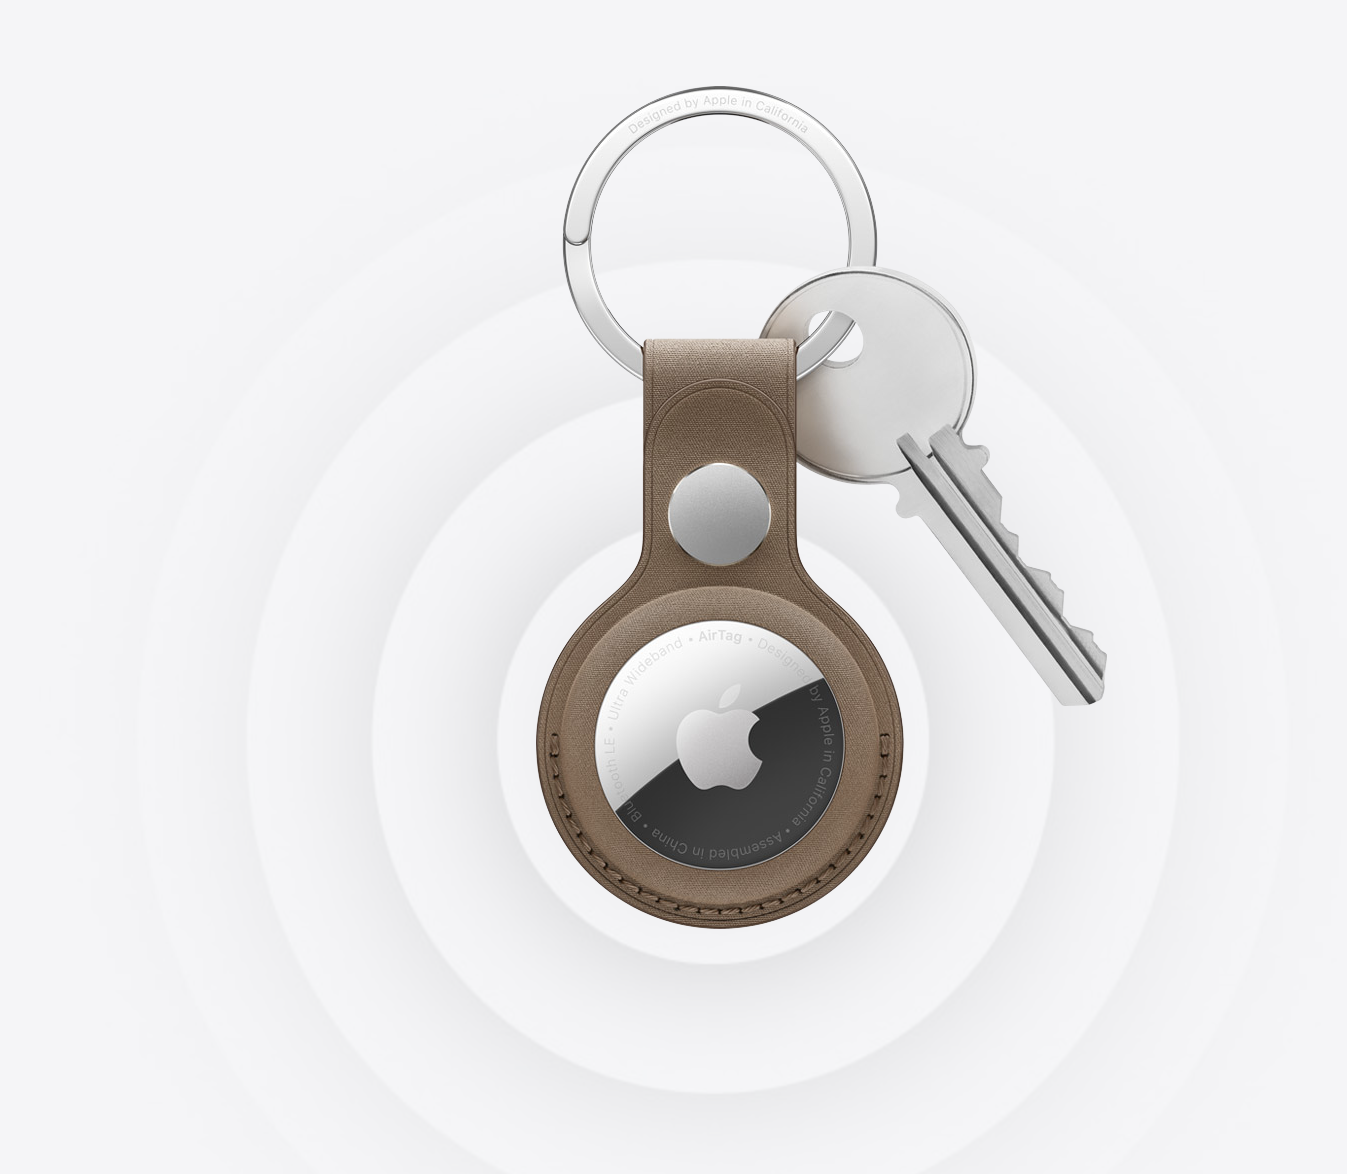 Designed by Apple in California
AirTag • Designed by Apple in California • Assembled in China • Bluetooth LE • Ultra Wideband •